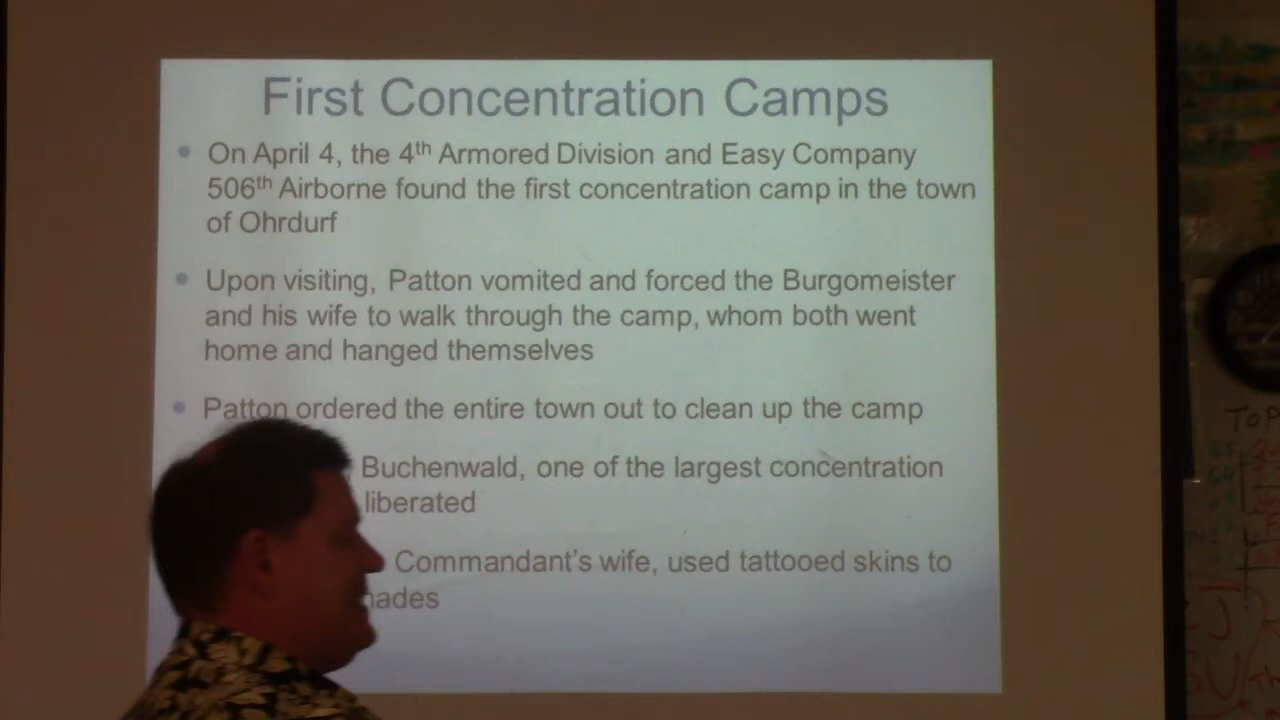 First Concentration Camps
• On April 4, the 4th Armored Division and Easy Company
506th Airborne found the first concentration camp in the town
of Ohrdurf
• Upon visiting, Patton vomited and forced the Burgomeister
and his wife to walk through the camp, whom both went
home and hanged themselves
• Patton ordered the entire town out to clean up the camp
Buchenwald, one of the largest concentration
liberated
Commandant's wife, used tattooed skins to
hades
TOP